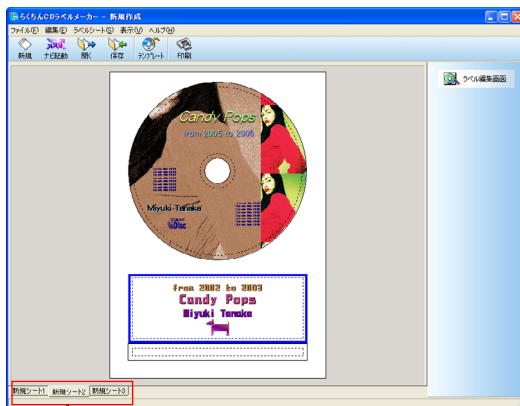 らくちんCDラベルメーカー - 新規作成
ファイル(F) 編集(E) ラベルシート(S) 表示(V) ヘルプ(H)
新規 ナビ起動 開く 保存 テンプレート 印刷
ラベル編集画面
Candy Pops
from 2005 to 2006
Miyuki Tanaka
Disc
from 2002 to 2003
Candy Pops
Miyuki Tanaka
新規シート1 新規シート2 新規シート3